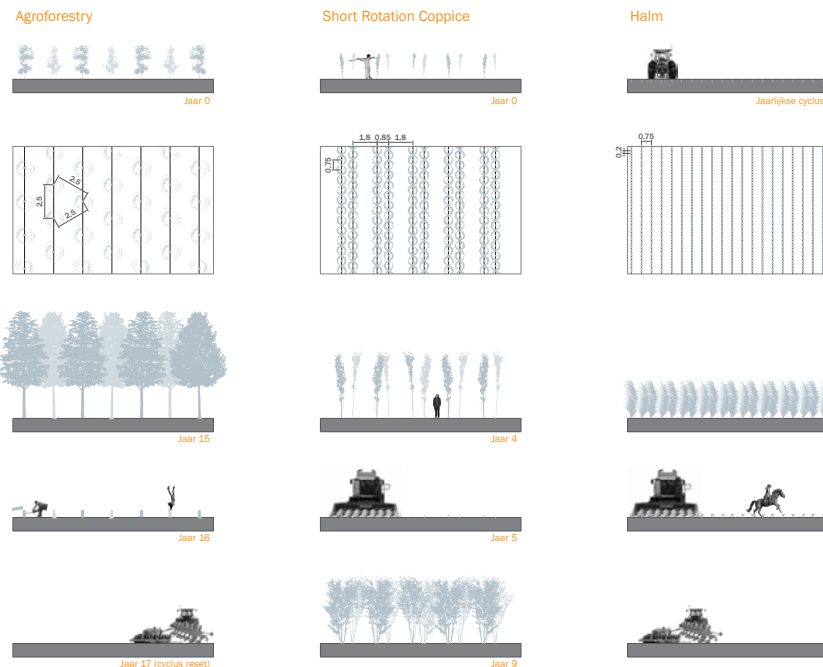 Agroforestry
Short Rotation Coppice
Halm
Jaar 0
Jaar 0
Jaarlijkse cyclus
2,5
2,5
2,5
1,8 0,85 1,8
0,75
0,75
0,2
Jaar 15
Jaar 4
Jaar 16
Jaar 5
Jaar 17 (cyclus reset)
Jaar 9